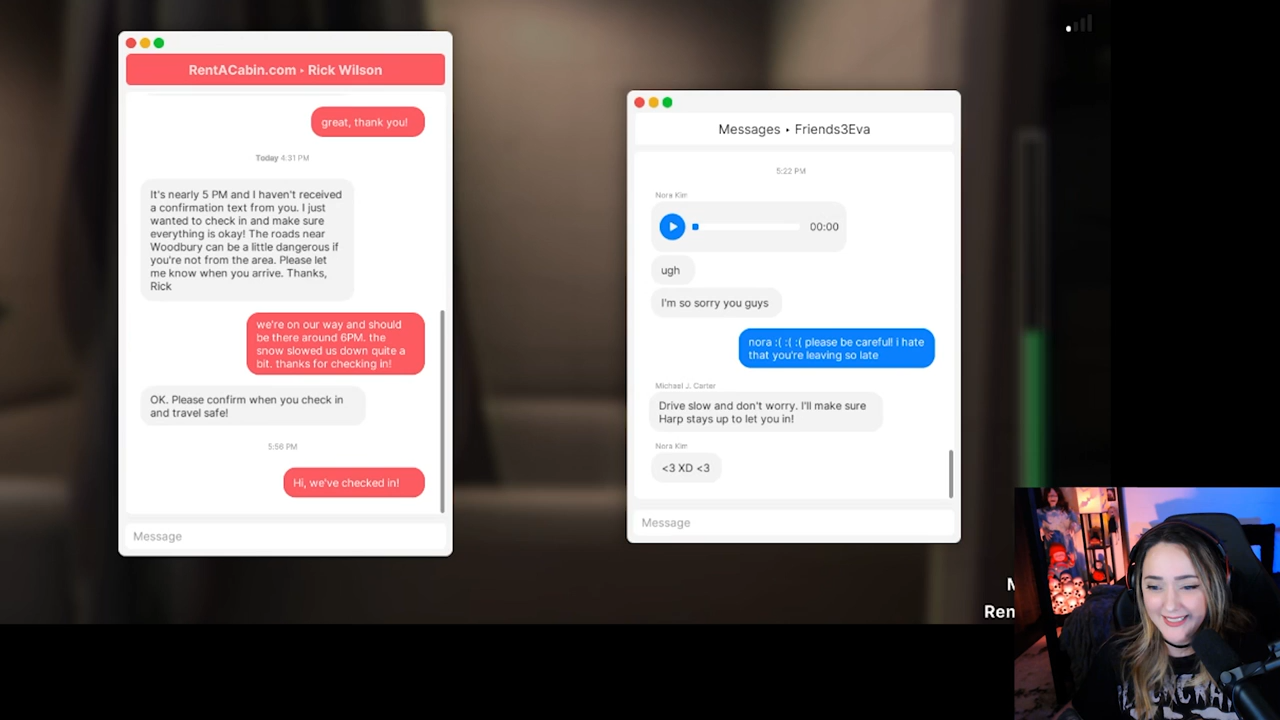 RentACabin.com • Rick Wilson
great, thank you!
Today 4:31 PM
It's nearly 5 PM and I haven't received
a confirmation text from you. I just
wanted to check in and make sure
everything is okay! The roads near
Woodbury can be a little dangerous if
you're not from the area. Please let
me know when you arrive. Thanks,
Rick
we're on our way and should
be there around 6PM. the
snow slowed us down quite a
bit. thanks for checking in!
OK. Please confirm when you check in
and travel safe!
5:56 PM
Hi, we've checked in!
Message
Messages • Friends3Eva
5:22 PM
Nora Kim
00:00
ugh
I'm so sorry you guys
nora :( :( :( please be careful! i hate
that you're leaving so late
Michael J. Carter
Drive slow and don't worry. I'll make sure
Harp stays up to let you in!
Nora Kim
<3 XD <3
Message